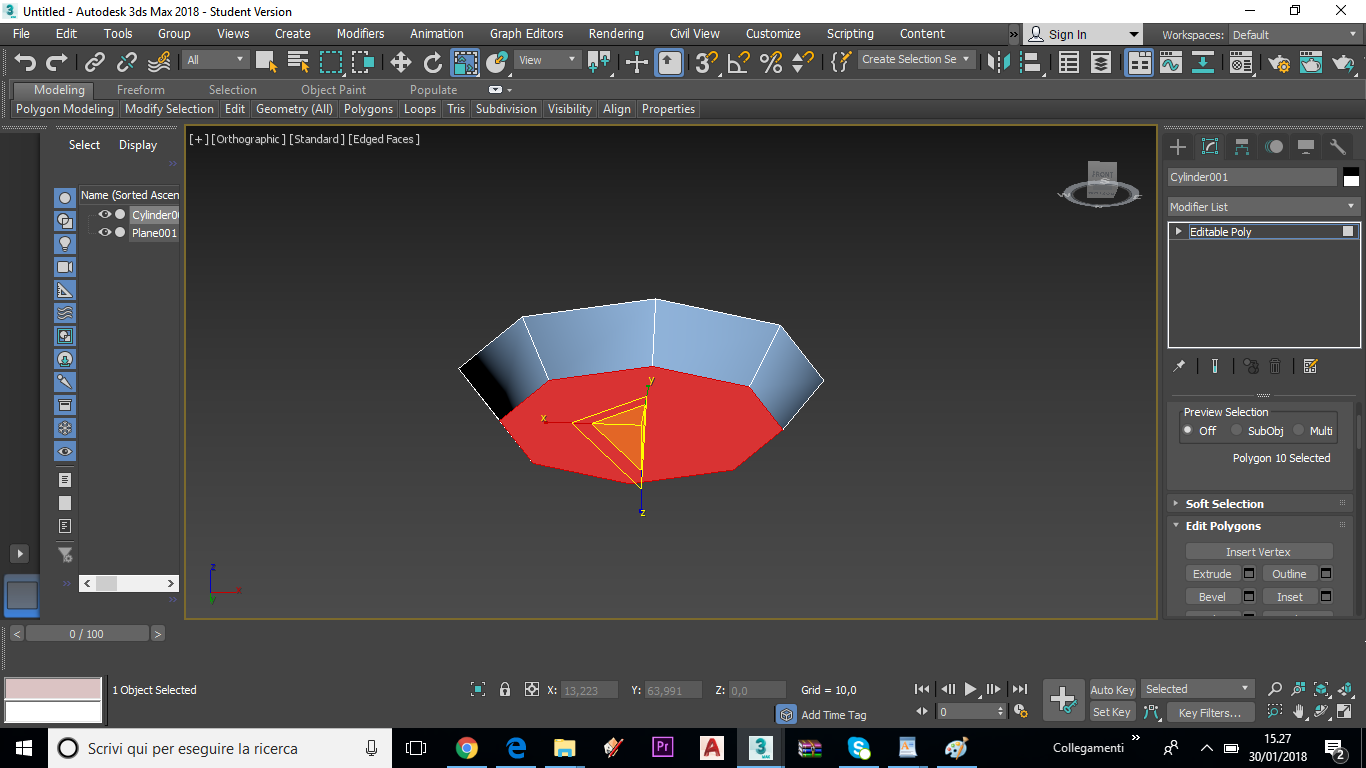 Untitled - Autodesk 3ds Max 2018 - Student Version
File Edit Tools Group Views Create Modifiers Animation Graph Editors Rendering Civil View Customize Scripting Content » Sign In Workspaces: Default
All View Create Selection Se
Modeling Freeform Selection Object Paint Populate
Polygon Modeling Modify Selection Edit Geometry (All) Polygons Loops Tris Subdivision Visibility Align Properties
Select Display
[+] [Orthographic] [Standard] [Edged Faces]
FRONT
Name (Sorted Ascen
Cylinder00
Plane001
Cylinder001
Modifier List
Editable Poly
y
x
z
Preview Selection
Off SubObj Multi
Polygon 10 Selected
Soft Selection
Edit Polygons
Insert Vertex
Extrude Outline
Bevel Inset
z
x
y
< 0 / 100 >
1 Object Selected X: 13,223 Y: 63,991 Z: 0,0 Grid = 10,0
Add Time Tag
0
Auto Key Selected
Set Key Key Filters...
Scrivi qui per eseguire la ricerca
Pr
A
3
MAX
S
Collegamenti »
15.27
30/01/2018
2